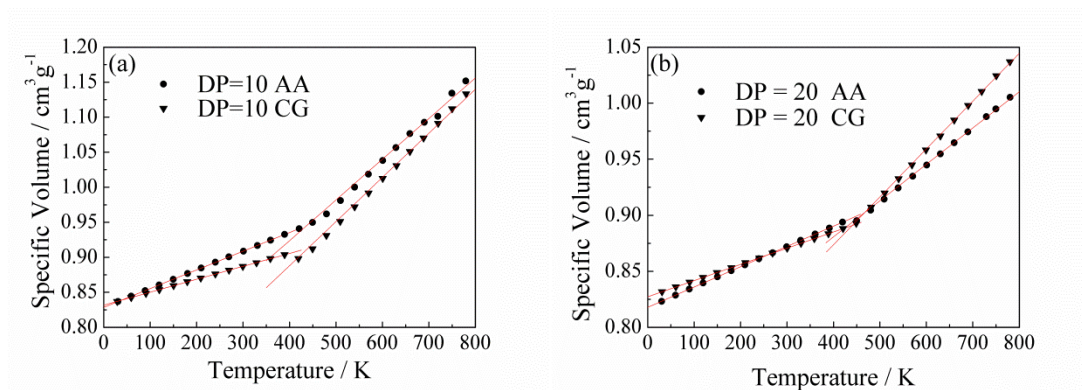 (a)
DP=10 AA
DP=10 CG
Specific Volume / cm³g⁻¹
1.20
1.15
1.10
1.05
1.00
0.95
0.90
0.85
0.80
0 100 200 300 400 500 600 700 800
Temperature / K
(b)
DP = 20 AA
DP = 20 CG
Specific Volume / cm³g⁻¹
1.05
1.00
0.95
0.90
0.85
0.80
0 100 200 300 400 500 600 700 800
Temperature / K